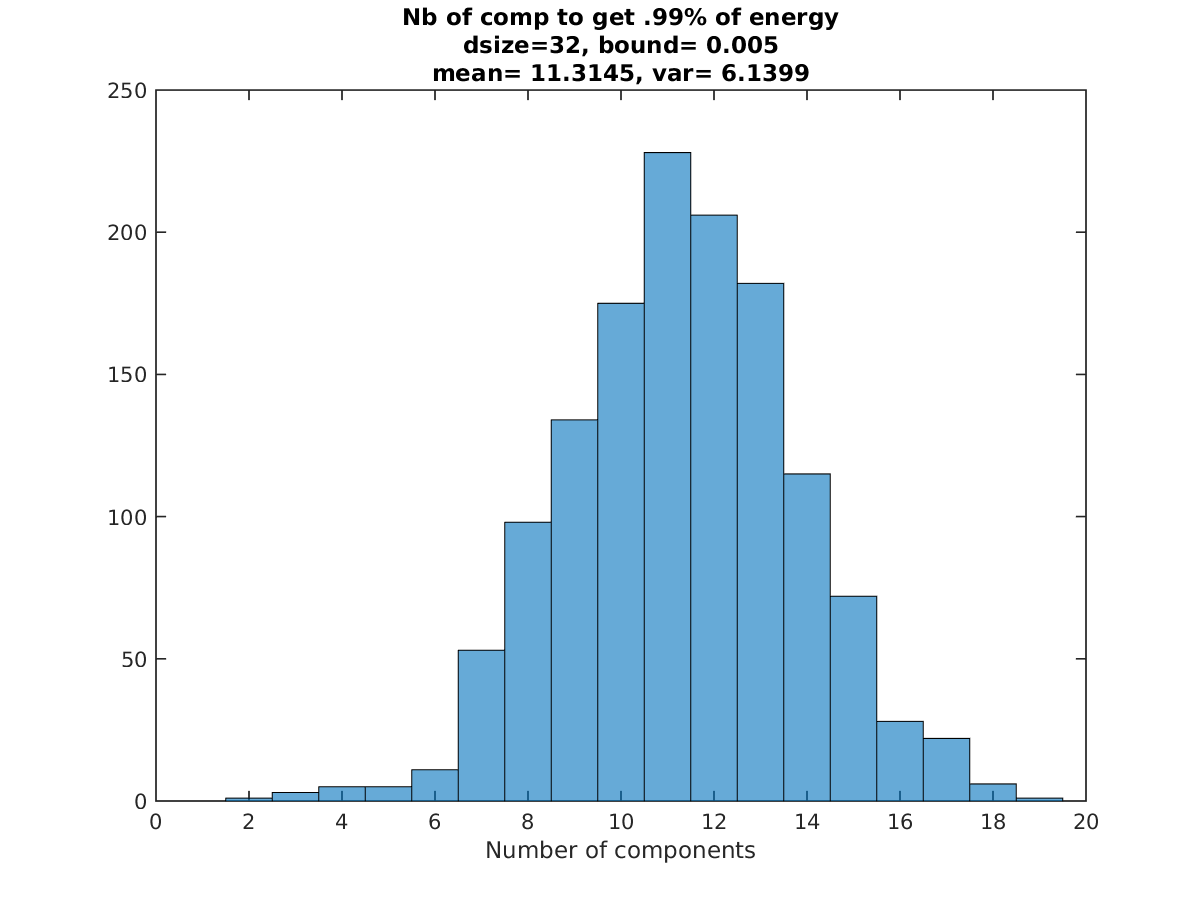 Nb of comp to get .99% of energy
dsize=32, bound= 0.005
mean= 11.3145, var= 6.1399
250
200
150
100
50
0
0 2 4 6 8 10 12 14 16 18 20
Number of components